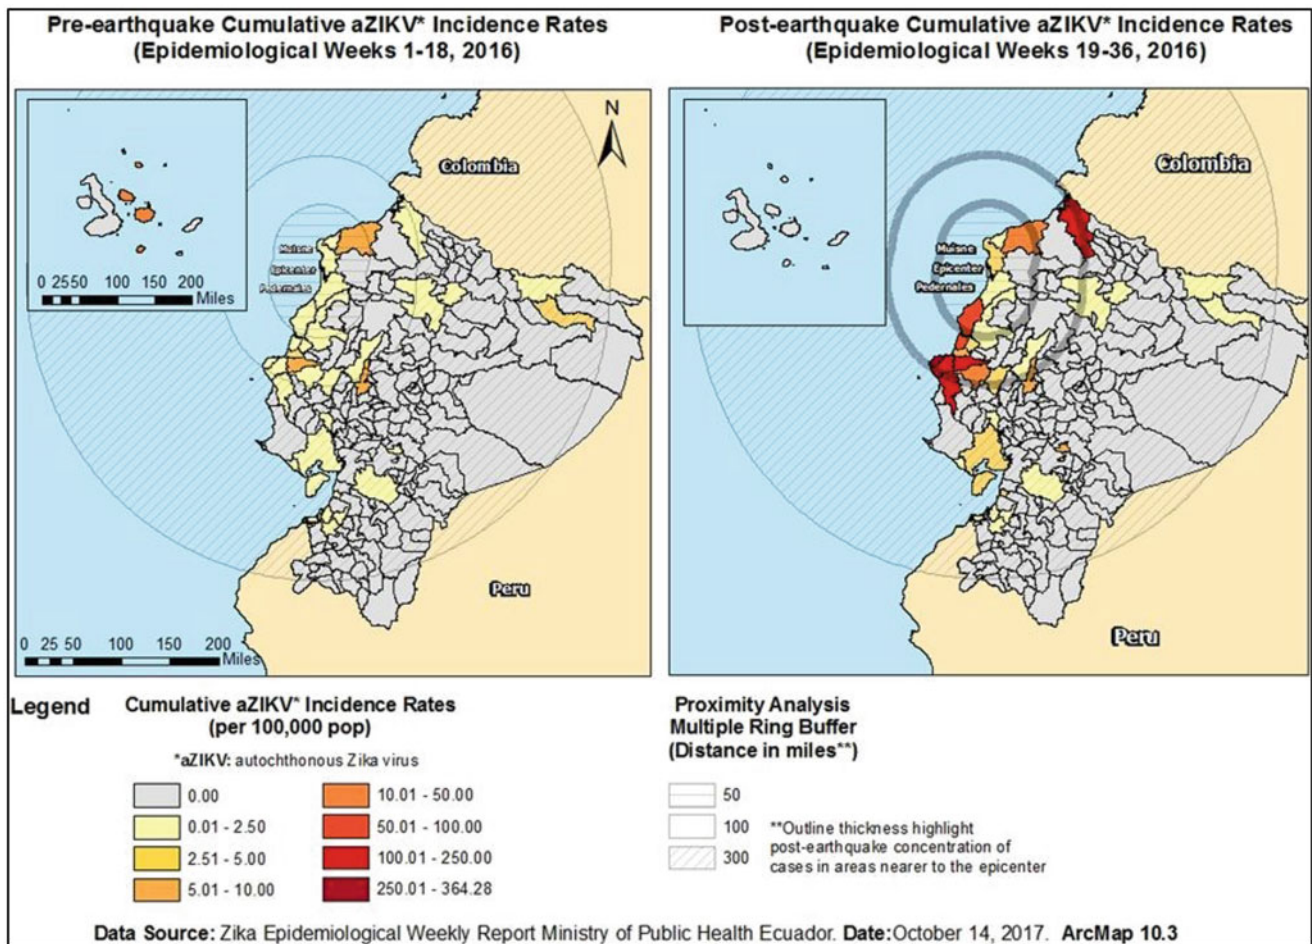 Pre-earthquake Cumulative aZIKV* Incidence Rates
(Epidemiological Weeks 1-18, 2016)
Post-earthquake Cumulative aZIKV* Incidence Rates
(Epidemiological Weeks 19-36, 2016)
N
Colombia
Muisne
Epicenter
Pedernales
0 25 50 100 150 200
Miles
Peru
0 25 50 100 150 200
Miles
Colombia
Muisne
Epicenter
Pedernales
Peru
Legend
Cumulative aZIKV* Incidence Rates
(per 100,000 pop)
*aZIKV: autochthonous Zika virus
0.00
0.01 - 2.50
2.51 - 5.00
5.01 - 10.00
10.01 - 50.00
50.01 - 100.00
100.01 - 250.00
250.01 - 364.28
Proximity Analysis
Multiple Ring Buffer
(Distance in miles**)
50
100
300
**Outline thickness highlight
post-earthquake concentration of
cases in areas nearer to the epicenter
Data Source: Zika Epidemiological Weekly Report Ministry of Public Health Ecuador. Date:October 14, 2017. ArcMap 10.3